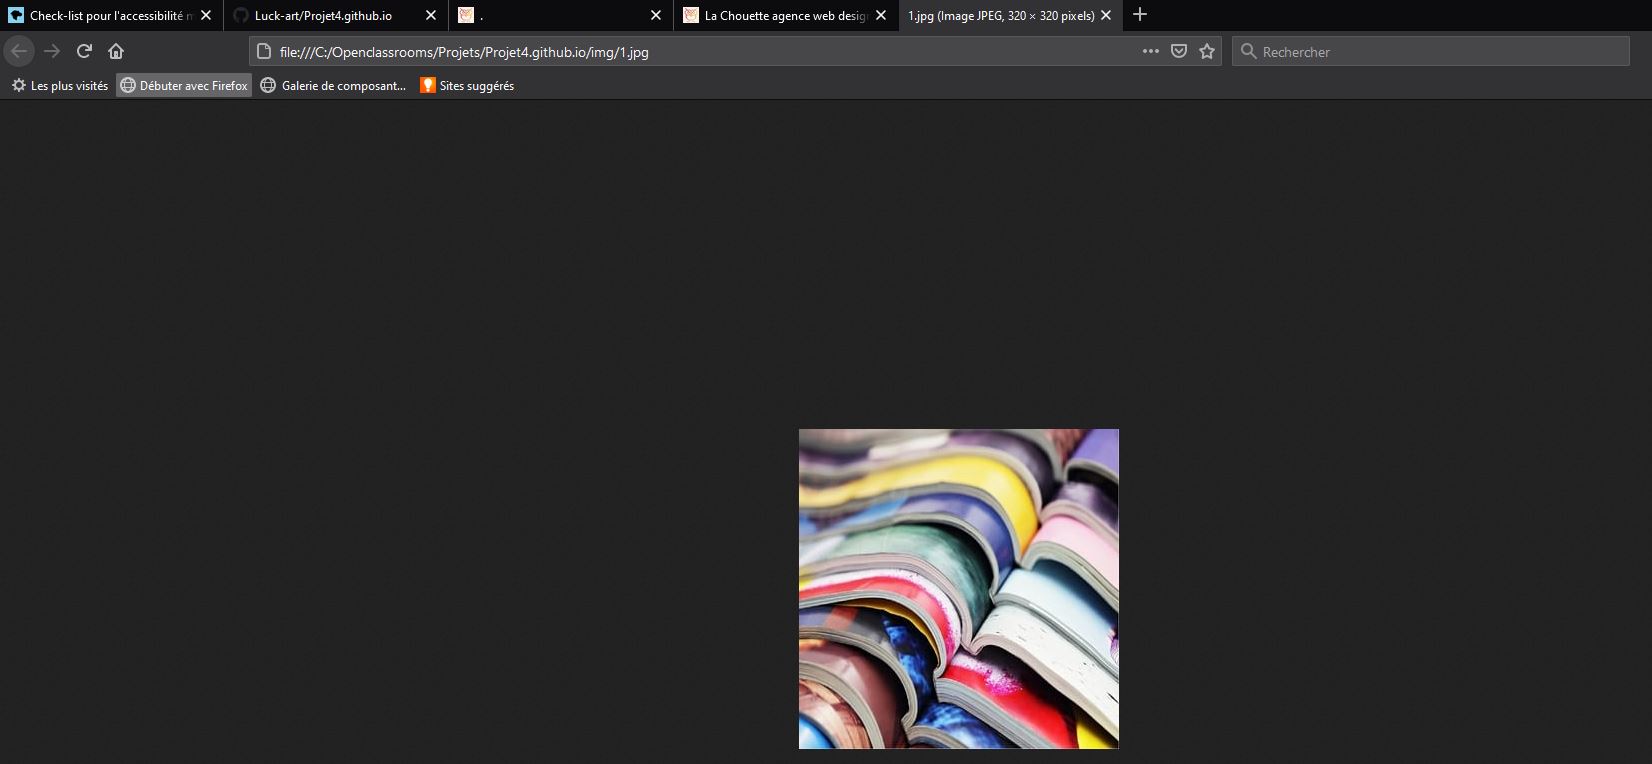 Check-list pour l'accessibilité m
Luck-art/Projet4.github.io
.
La Chouette agence web desig
1.jpg (Image JPEG, 320 × 320 pixels)
file:///C:/Openclassrooms/Projets/Projet4.github.io/img/1.jpg
Rechercher
Les plus visités
Débuter avec Firefox
Galerie de composant...
Sites suggérés